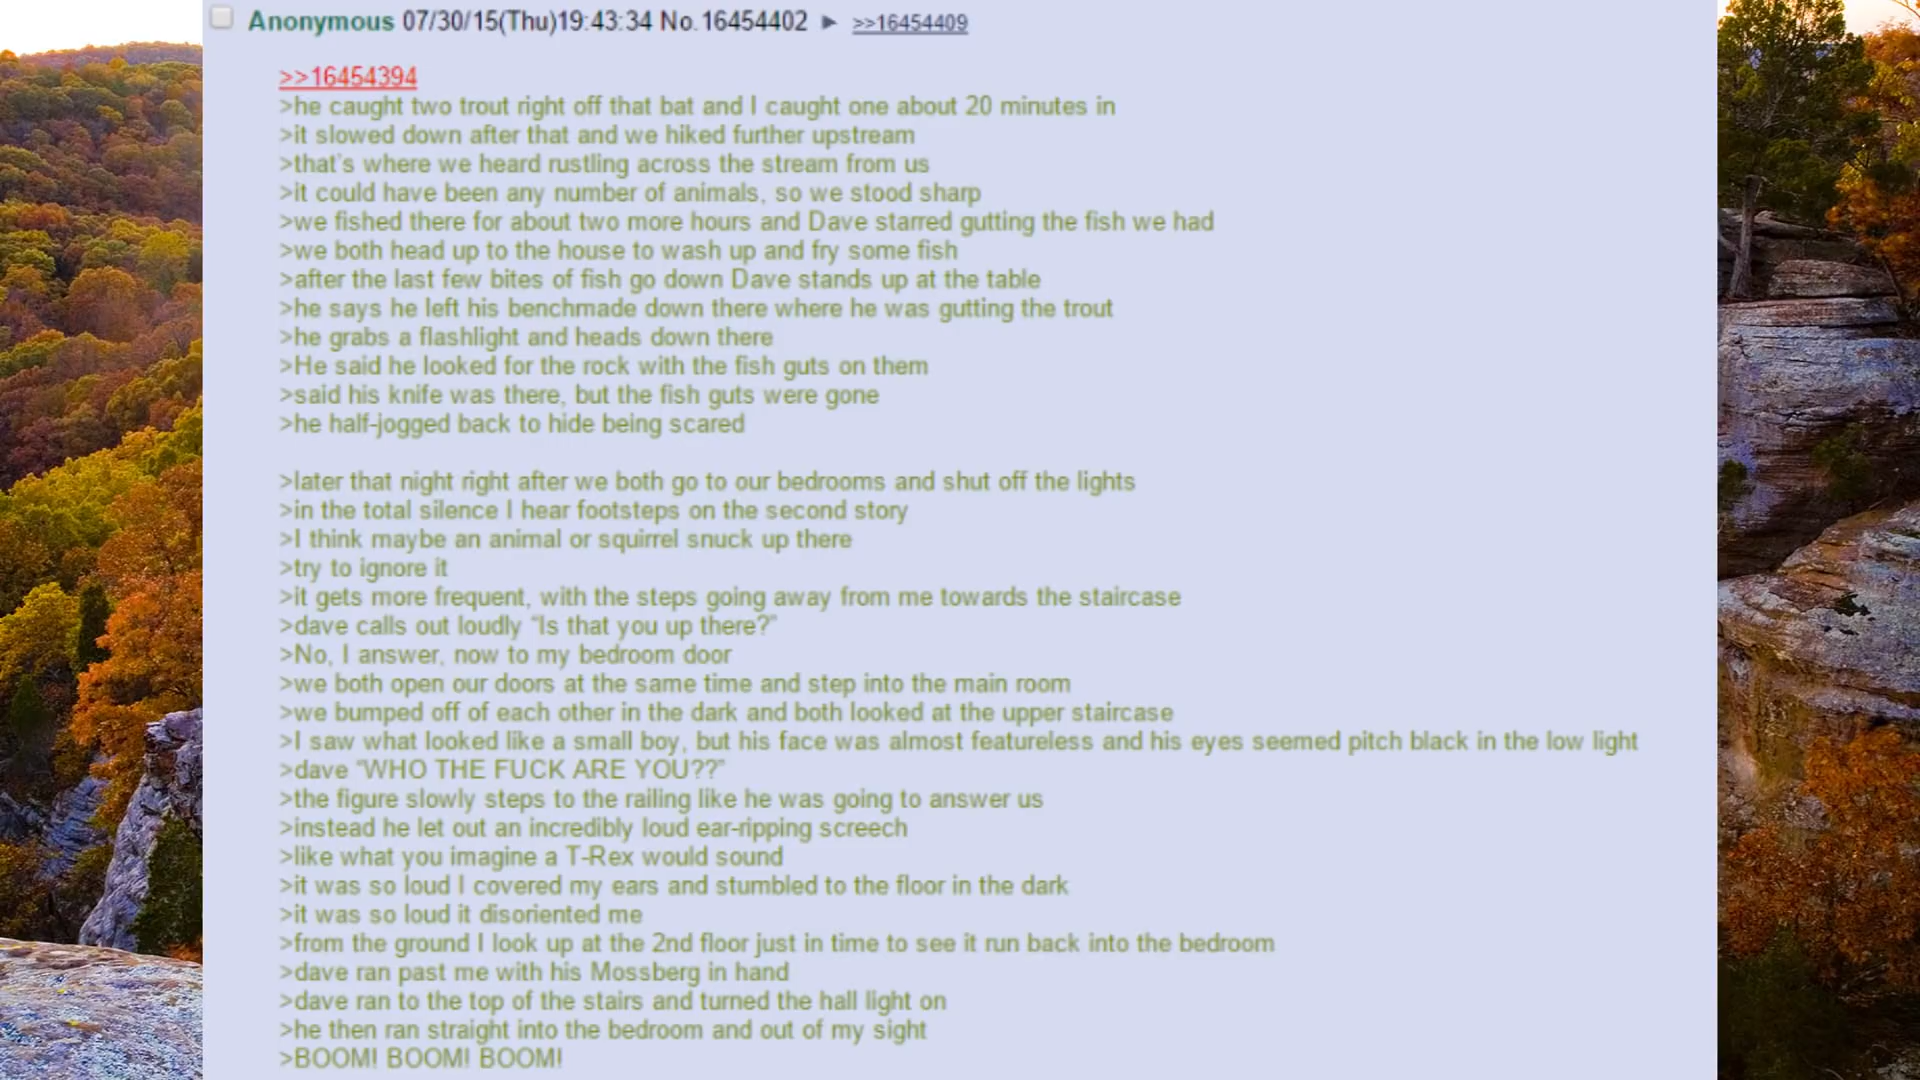 Anonymous 07/30/15(Thu)19:43:34 No.16454402 ▶ >>16454409
>>16454394
>he caught two trout right off that bat and I caught one about 20 minutes in
>it slowed down after that and we hiked further upstream
>that's where we heard rustling across the stream from us
>it could have been any number of animals, so we stood sharp
>we fished there for about two more hours and Dave starred gutting the fish we had
>we both head up to the house to wash up and fry some fish
>after the last few bites of fish go down Dave stands up at the table
>he says he left his benchmade down there where he was gutting the trout
>he grabs a flashlight and heads down there
>He said he looked for the rock with the fish guts on them
>said his knife was there, but the fish guts were gone
>he half-jogged back to hide being scared
>later that night right after we both go to our bedrooms and shut off the lights
>in the total silence I hear footsteps on the second story
>I think maybe an animal or squirrel snuck up there
>try to ignore it
>it gets more frequent, with the steps going away from me towards the staircase
>dave calls out loudly "Is that you up there?"
>No, I answer, now to my bedroom door
>we both open our doors at the same time and step into the main room
>we bumped off of each other in the dark and both looked at the upper staircase
>I saw what looked like a small boy, but his face was almost featureless and his eyes seemed pitch black in the low light
>dave "WHO THE FUCK ARE YOU??"
>the figure slowly steps to the railing like he was going to answer us
>instead he let out an incredibly loud ear-ripping screech
>like what you imagine a T-Rex would sound
>it was so loud I covered my ears and stumbled to the floor in the dark
>it was so loud it disoriented me
>from the ground I look up at the 2nd floor just in time to see it run back into the bedroom
>dave ran past me with his Mossberg in hand
>dave ran to the top of the stairs and turned the hall light on
>he then ran straight into the bedroom and out of my sight
>BOOM! BOOM! BOOM!